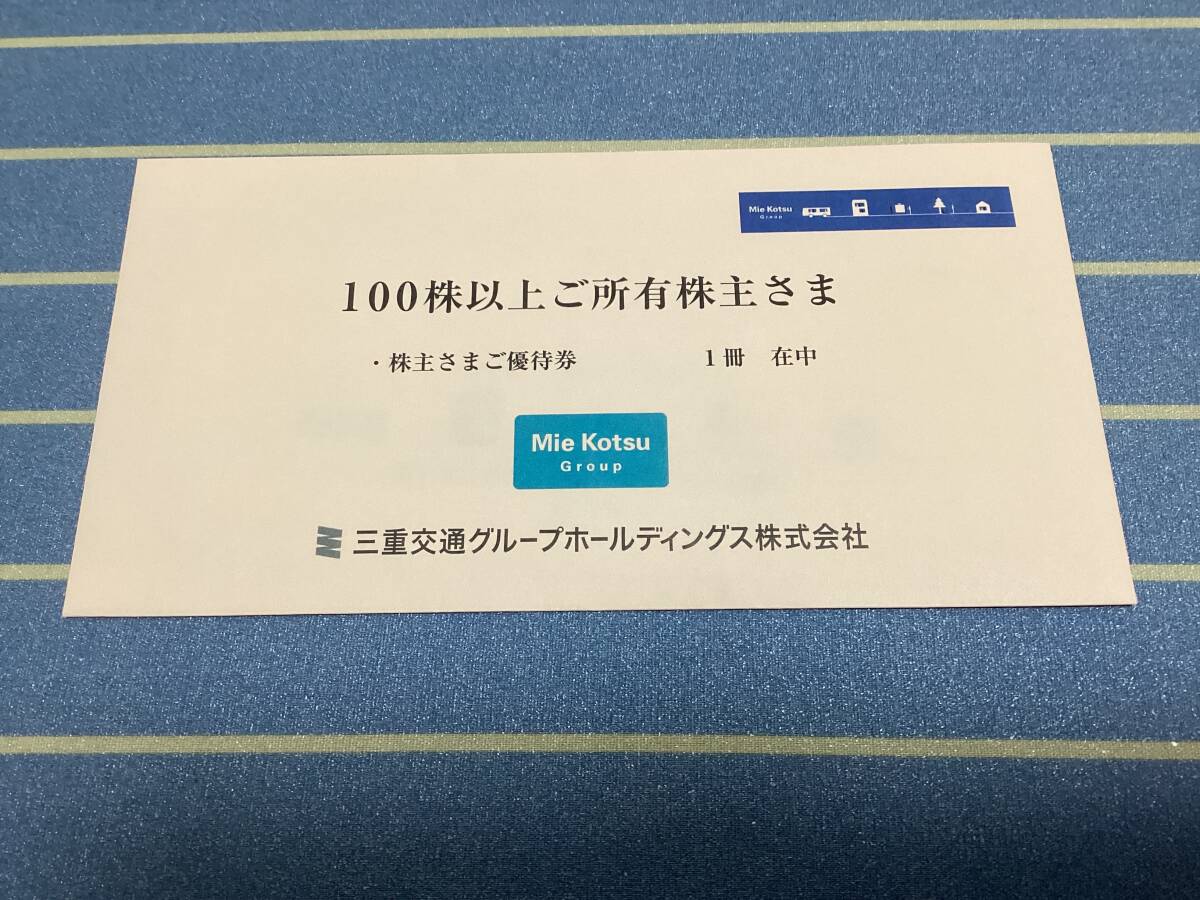 Mie Kotsu
Group
100株以上ご所有株主さま
・株主さまご優待券 1冊 在中
Mie Kotsu
Group
三重交通グループホールディングス株式会社